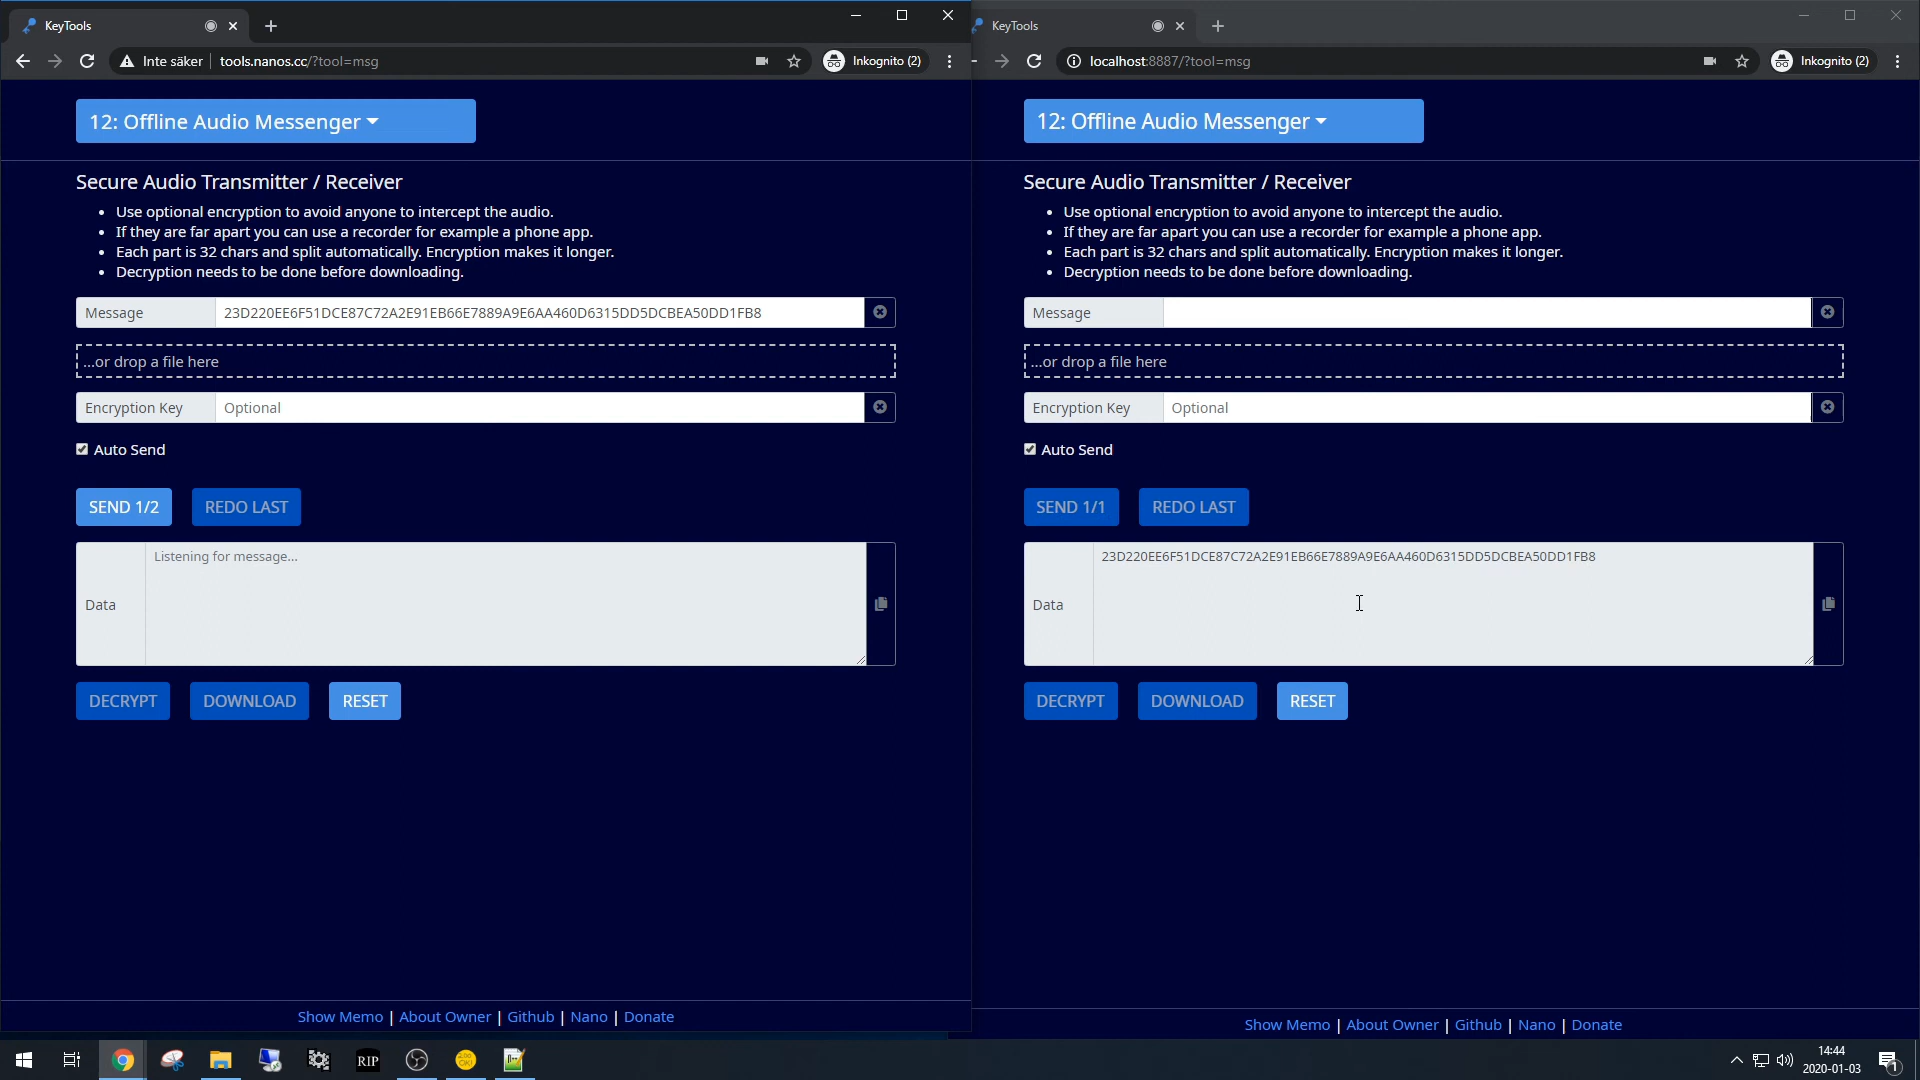 KeyTools
Inte säker
tools.nanos.cc/?tool=msg
Inkognito (2)
12: Offline Audio Messenger
Secure Audio Transmitter / Receiver
Use optional encryption to avoid anyone to intercept the audio.
If they are far apart you can use a recorder for example a phone app.
Each part is 32 chars and split automatically. Encryption makes it longer.
Decryption needs to be done before downloading.
Message
23D220EE6F51DCE87C72A2E91EB66E7889A9E6AA460D6315DD5DCBEA50DD1FB8
...or drop a file here
Encryption Key
Optional
Auto Send
SEND 1/2
REDO LAST
Data
Listening for message...
DECRYPT
DOWNLOAD
RESET
Show Memo | About Owner | Github | Nano | Donate
KeyTools
localhost:8887/?tool=msg
Inkognito (2)
12: Offline Audio Messenger
Secure Audio Transmitter / Receiver
Use optional encryption to avoid anyone to intercept the audio.
If they are far apart you can use a recorder for example a phone app.
Each part is 32 chars and split automatically. Encryption makes it longer.
Decryption needs to be done before downloading.
Message
...or drop a file here
Encryption Key
Optional
Auto Send
SEND 1/1
REDO LAST
Data
23D220EE6F51DCE87C72A2E91EB66E7889A9E6AA460D6315DD5DCBEA50DD1FB8
DECRYPT
DOWNLOAD
RESET
Show Memo | About Owner | Github | Nano | Donate
RIP
14:44
2020-01-03
1